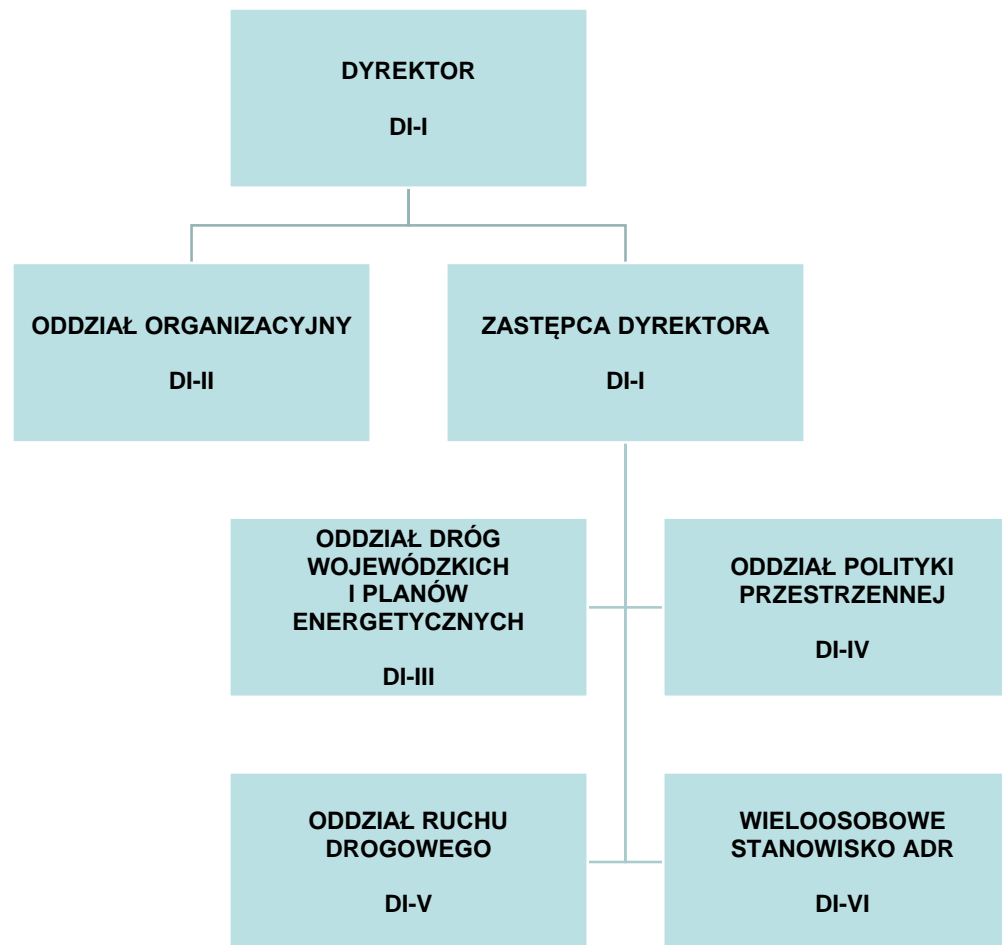 DYREKTOR
DI-I
ODDZIAŁ ORGANIZACYJNY
DI-II
ZASTĘPCA DYREKTORA
DI-I
ODDZIAŁ DRÓG
WOJEWÓDZKICH
I PLANÓW
ENERGETYCZNYCH
DI-III
ODDZIAŁ POLITYKI
PRZESTRZENNEJ
DI-IV
ODDZIAŁ RUCHU
DROGOWEGO
DI-V
WIELOOSOBOWE
STANOWISKO ADR
DI-VI